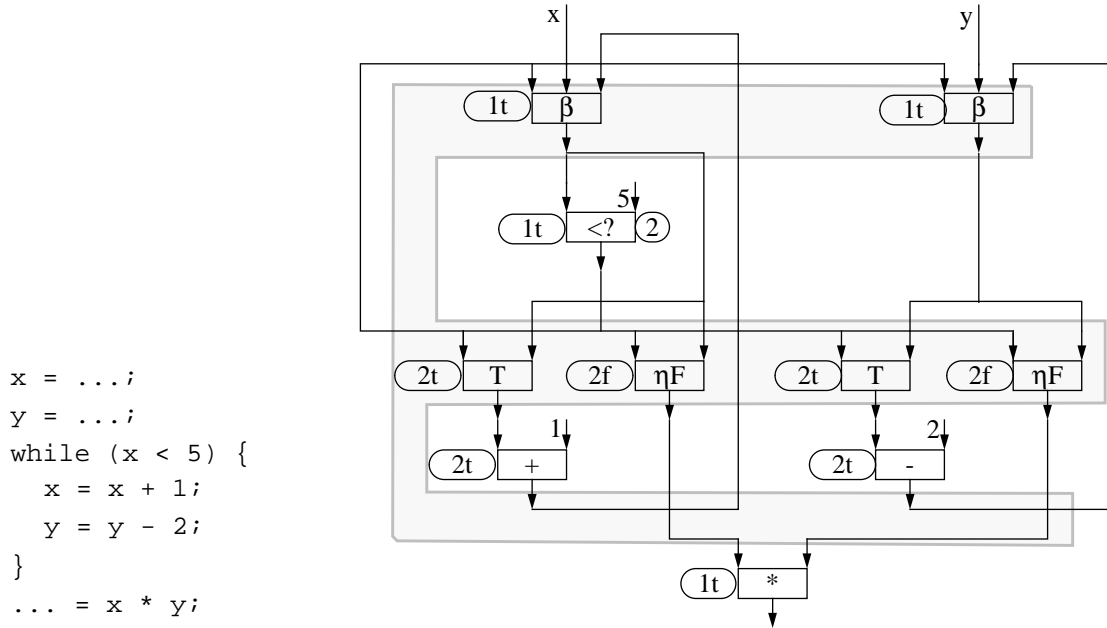 x y
1t β 1t β
5
1t <? 2
2t T 2f ηF 2t T 2f ηF
1 2
2t + 2t -
1t *
x = ...;
y = ...;
while (x < 5) {
x = x + 1;
y = y - 2;
}
... = x * y;